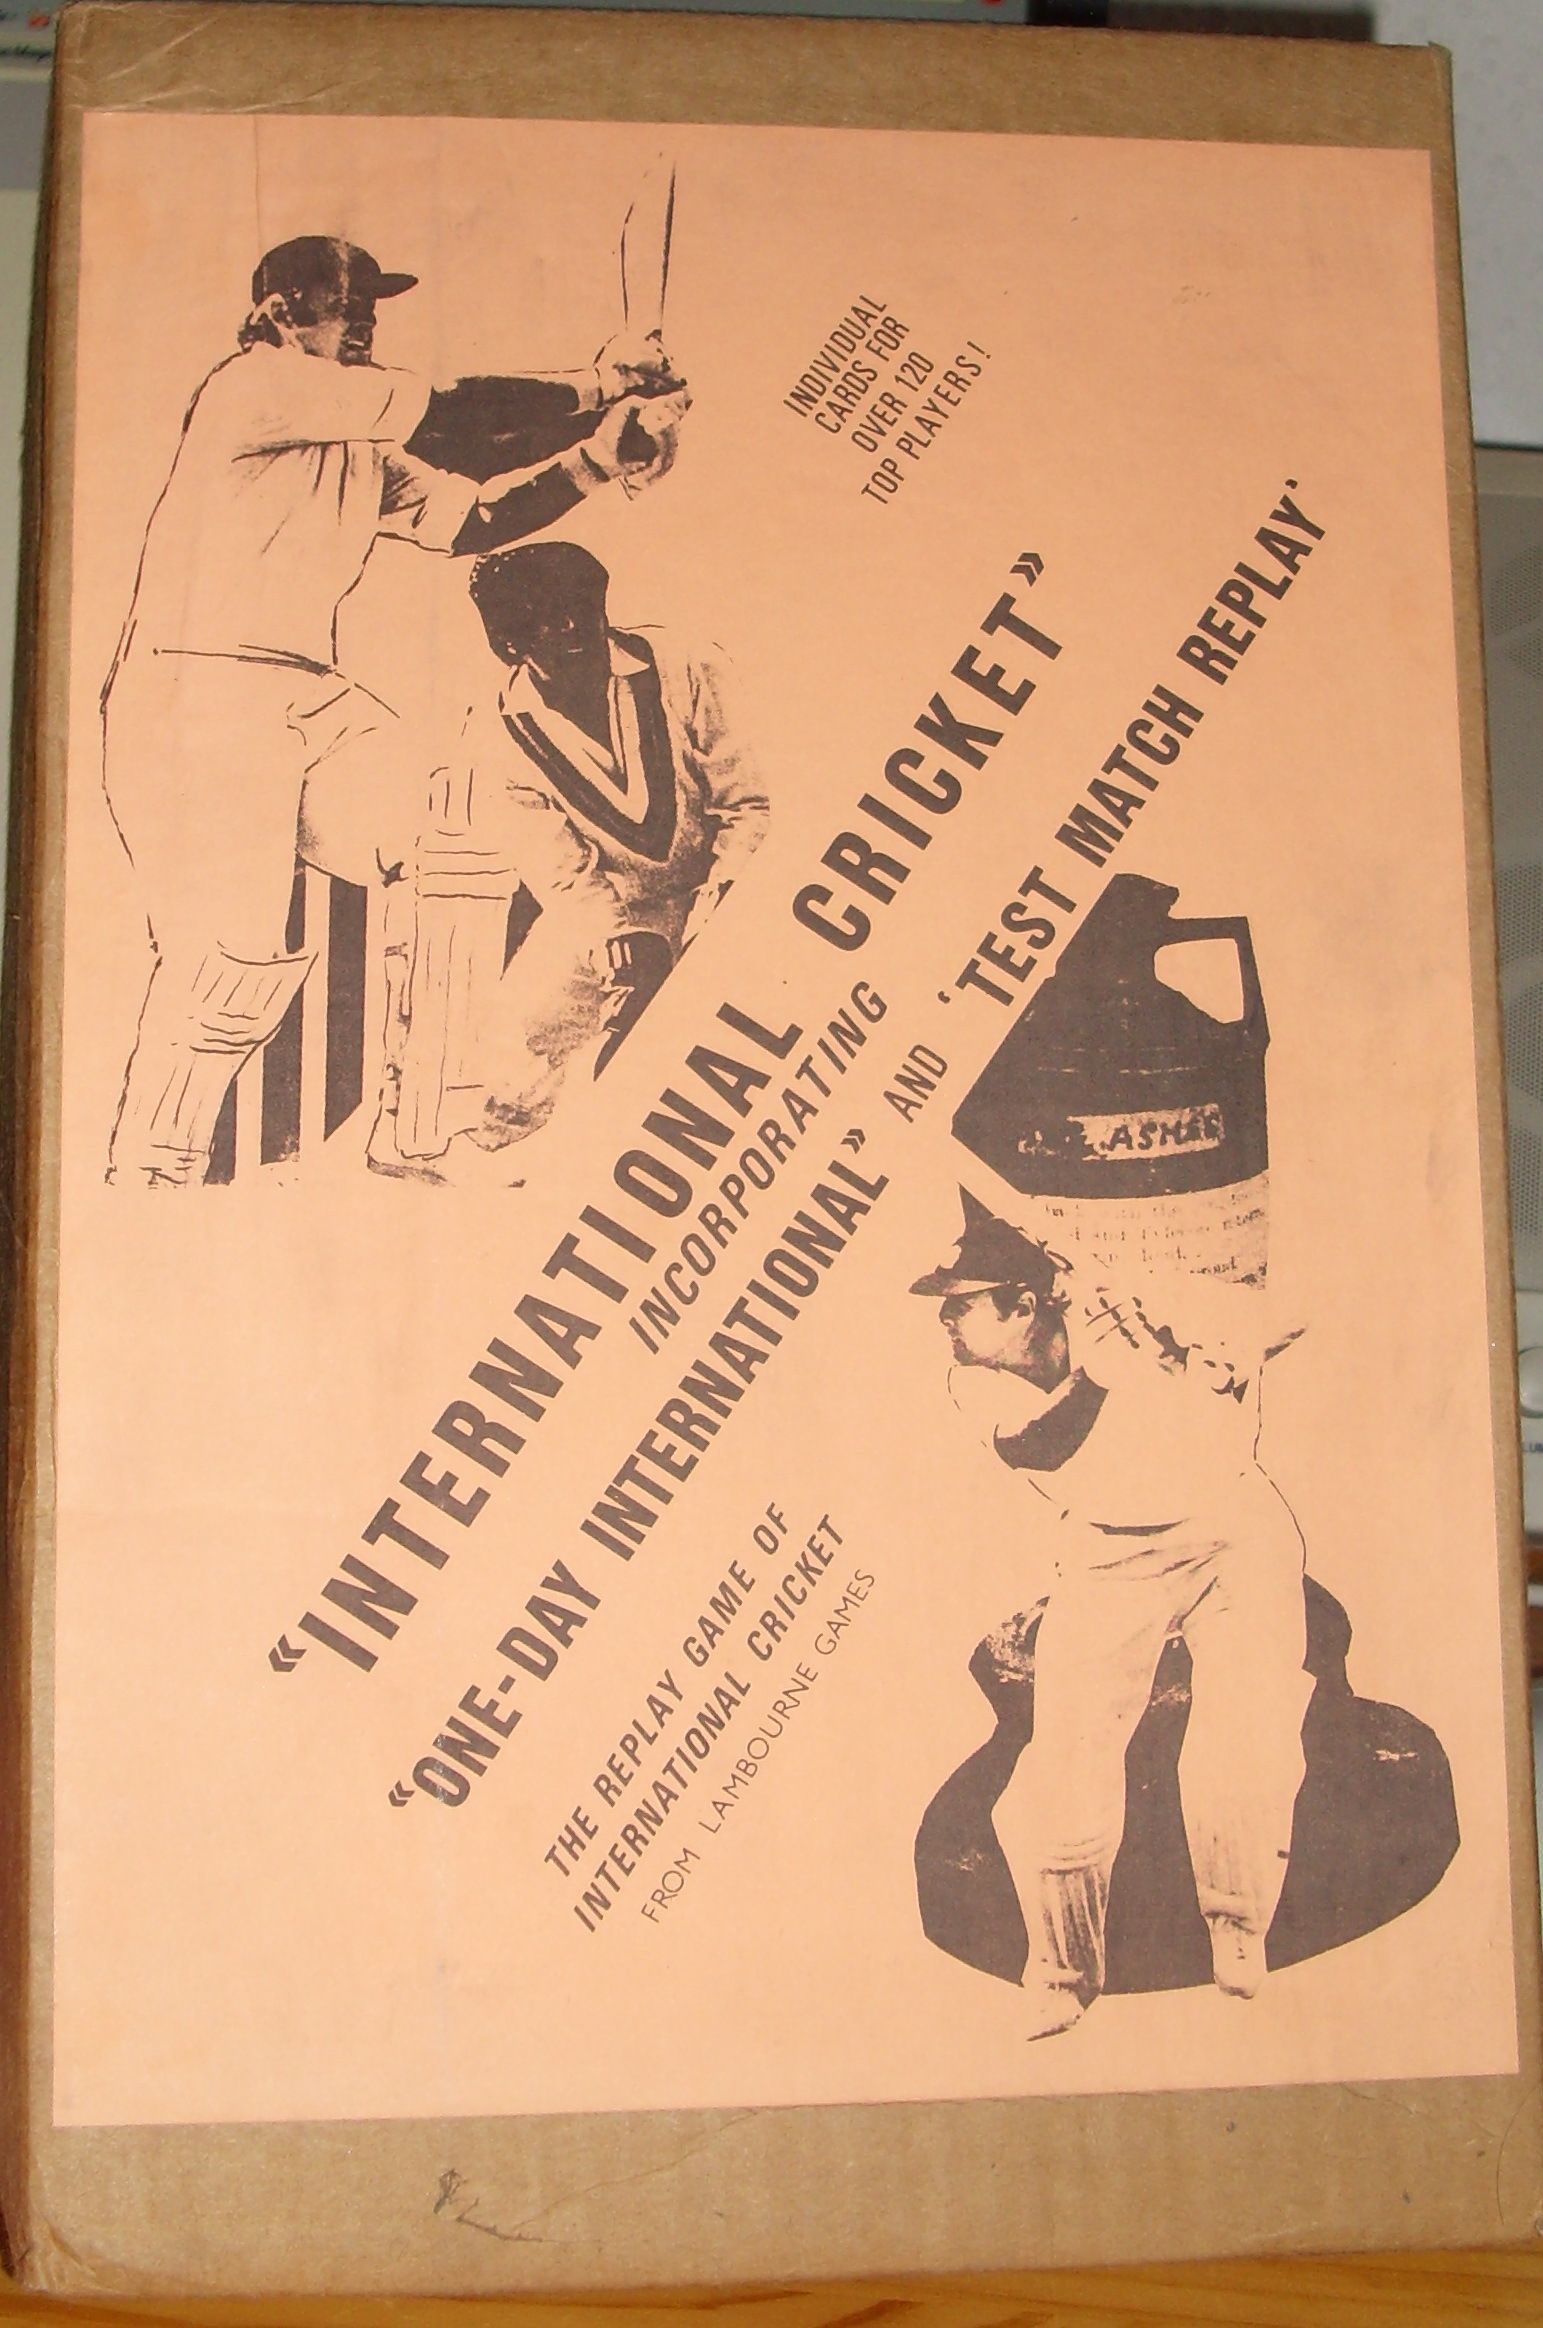 INDIVIDUAL
CARDS FOR
OVER 120
TOP PLAYERS!
"INTERNATIONAL CRICKET"
INCORPORATING
"ONE-DAY INTERNATIONAL" AND 'TEST MATCH REPLAY'
THE REPLAY GAME OF
INTERNATIONAL CRICKET
FROM LAMBOURNE GAMES
ASHES